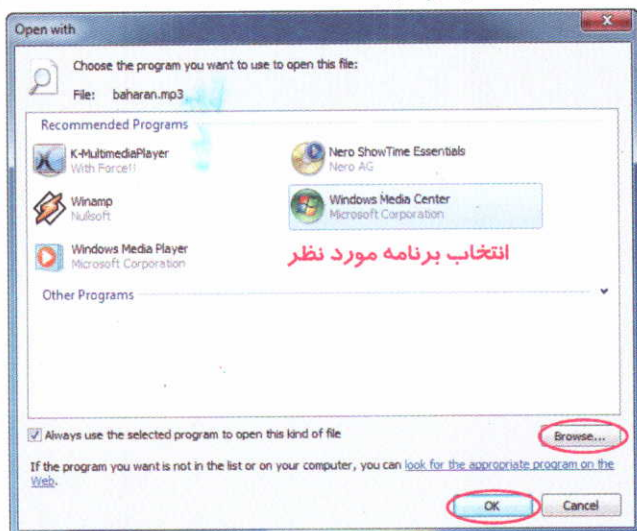 Open with
Choose the program you want to use to open this file:
File: baharan.mp3
Recommended Programs
K-MultimediaPlayer
With Force!!
Nero ShowTime Essentials
Nero AG
Winamp
Nullsoft
Windows Media Center
Microsoft Corporation
Windows Media Player
Microsoft Corporation
انتخاب برنامه مورد نظر
Other Programs
Always use the selected program to open this kind of file
Browse...
If the program you want is not in the list or on your computer, you can look for the appropriate program on the
Web.
OK
Cancel